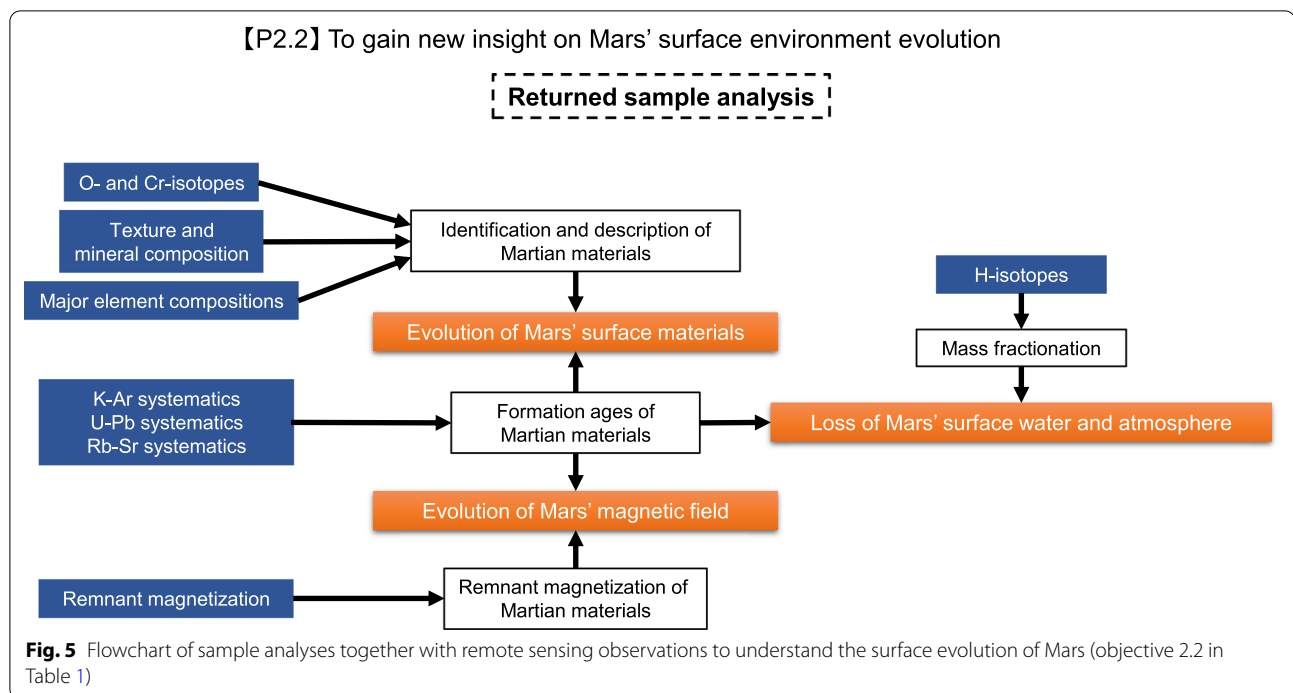 【P2.2】To gain new insight on Mars' surface environment evolution
Returned sample analysis
O- and Cr-isotopes
Texture and
mineral composition
Major element compositions
Identification and description of
Martian materials
Evolution of Mars' surface materials
H-isotopes
Mass fractionation
K-Ar systematics
U-Pb systematics
Rb-Sr systematics
Formation ages of
Martian materials
Loss of Mars' surface water and atmosphere
Evolution of Mars' magnetic field
Remnant magnetization
Remnant magnetization of
Martian materials
Fig. 5 Flowchart of sample analyses together with remote sensing observations to understand the surface evolution of Mars (objective 2.2 in
Table 1)